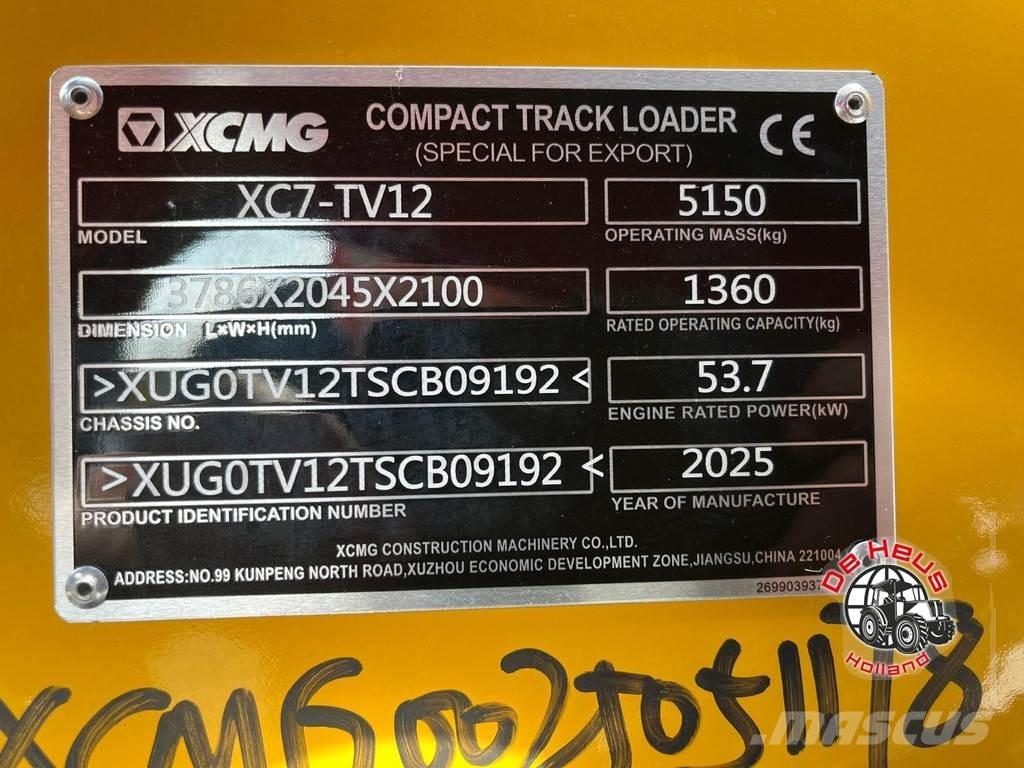 XCMG
COMPACT TRACK LOADER
(SPECIAL FOR EXPORT)
CE
XC7-TV12
MODEL
5150
OPERATING MASS(kg)
3786X2045X2100
DIMENSION L×W×H(mm)
1360
RATED OPERATING CAPACITY(kg)
>XUG0TV12TSCB09192<
CHASSIS NO.
53.7
ENGINE RATED POWER(kW)
>XUG0TV12TSCB09192<
PRODUCT IDENTIFICATION NUMBER
2025
YEAR OF MANUFACTURE
XCMG CONSTRUCTION MACHINERY CO.,LTD.
ADDRESS:NO.99 KUNPENG NORTH ROAD,XUZHOU ECONOMIC DEVELOPMENT ZONE,JIANGSU,CHINA 221004
De Heus
Holland
MASCUS